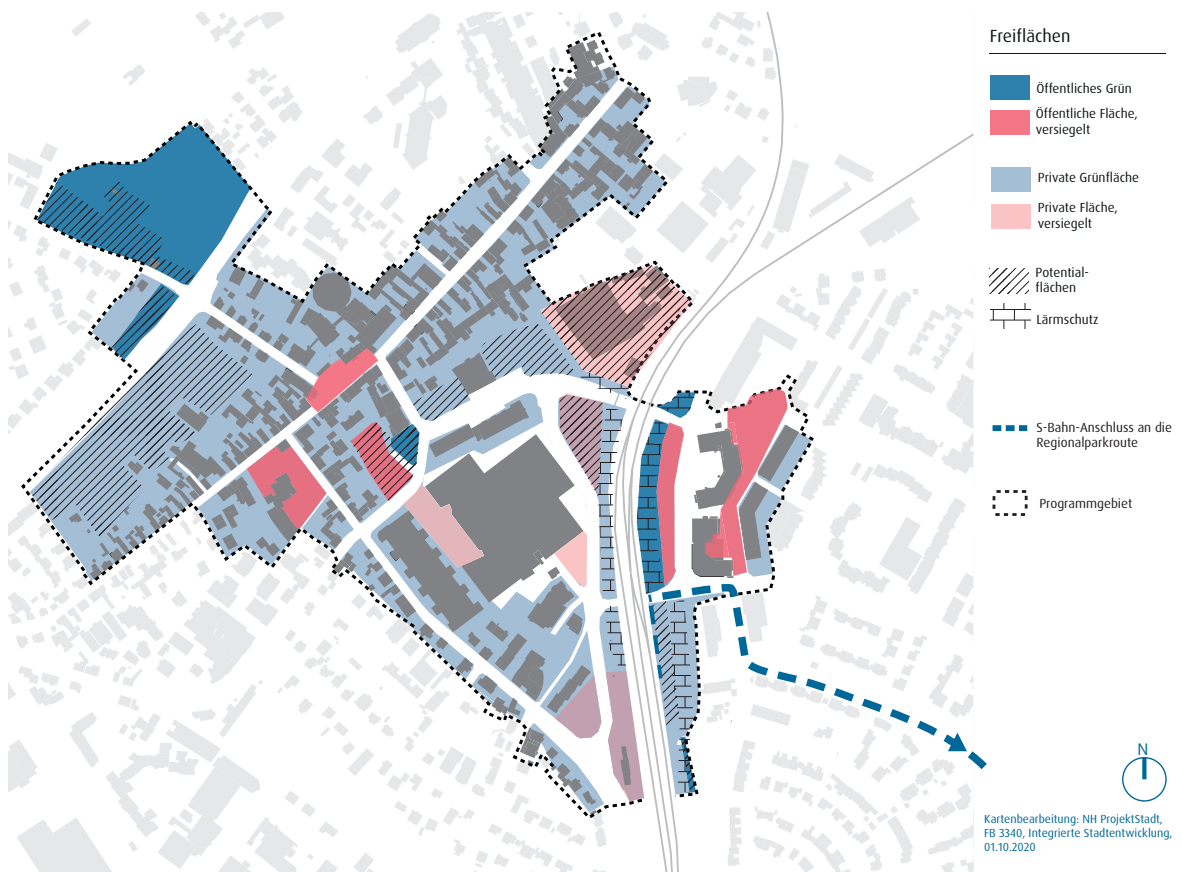 Freiflächen
Öffentliches Grün
Öffentliche Fläche,
versiegelt
Private Grünfläche
Private Fläche,
versiegelt
Potential-
flächen
Lärmschutz
S-Bahn-Anschluss an die
Regionalparkroute
Programmgebiet
N
Kartenbearbeitung: NH ProjektStadt,
FB 3340, Integrierte Stadtentwicklung,
01.10.2020